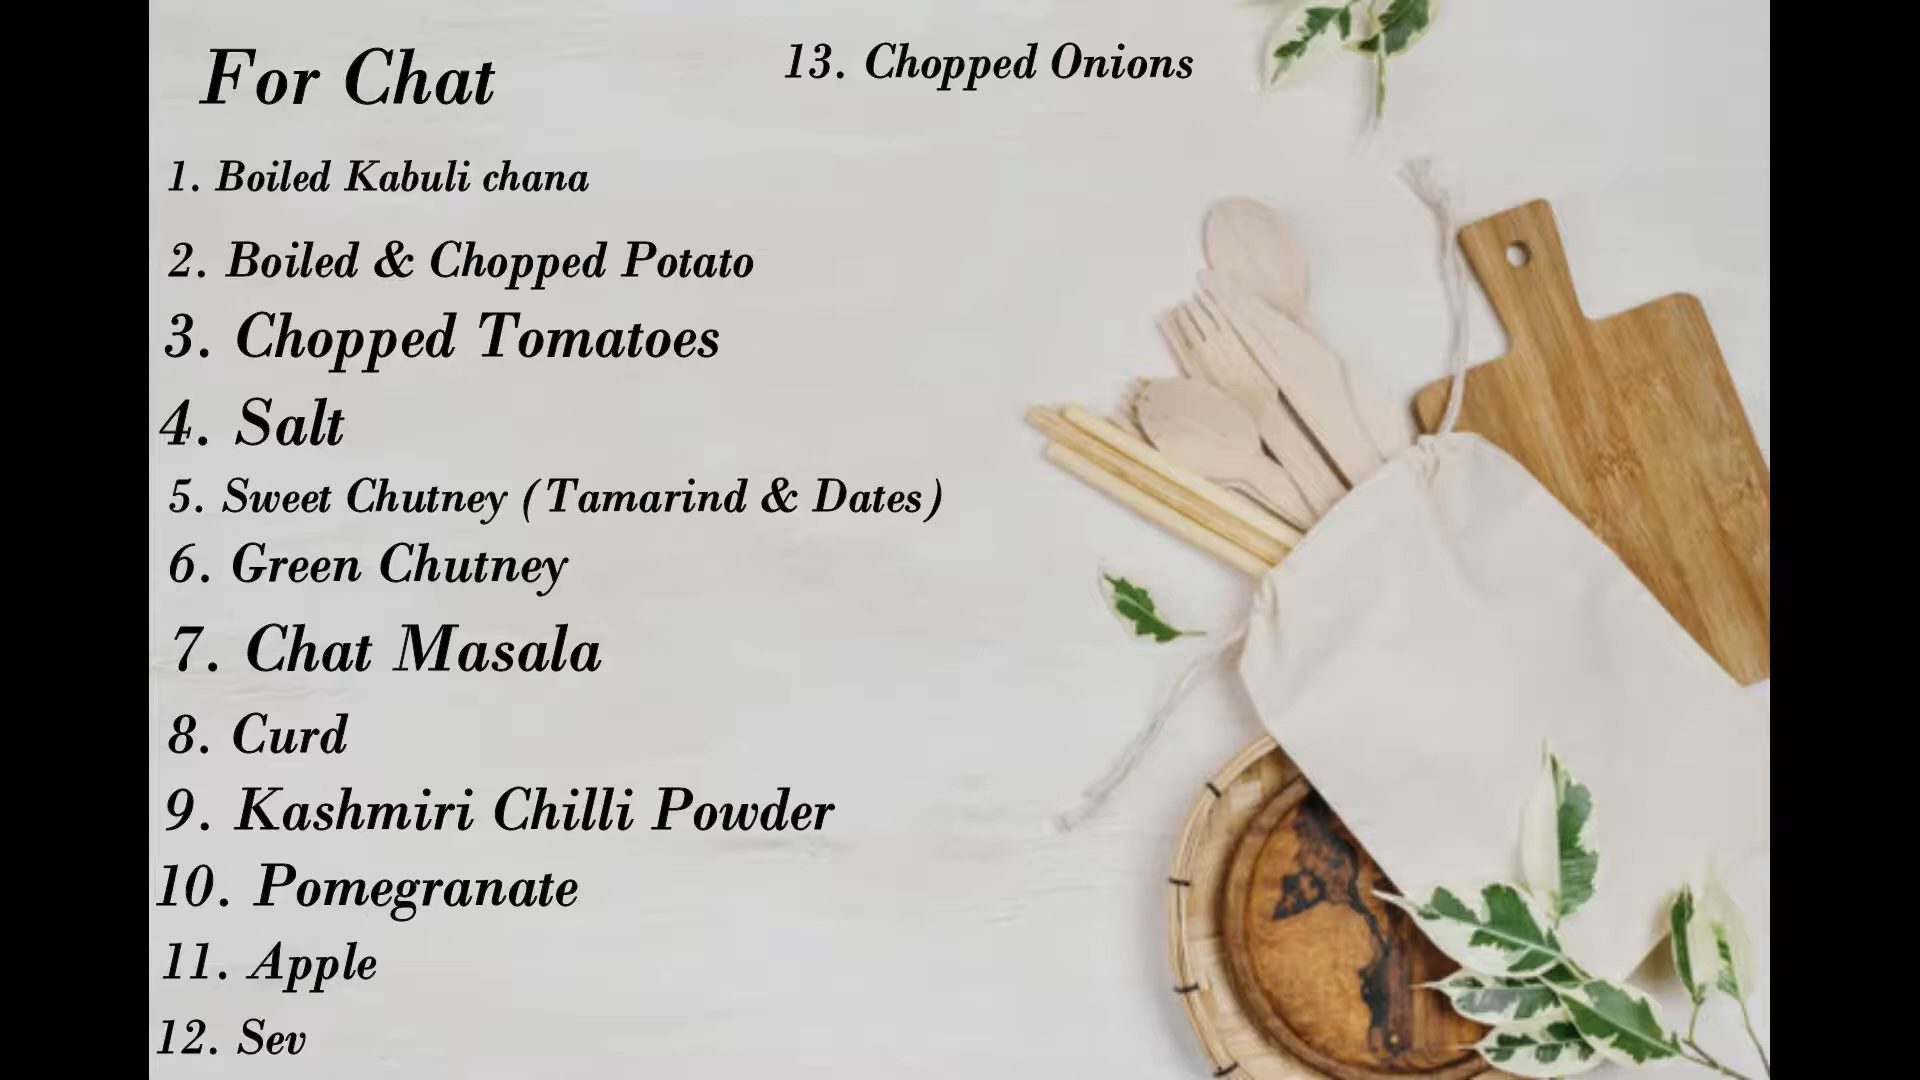 For Chat
1. Boiled Kabuli chana
2. Boiled & Chopped Potato
3. Chopped Tomatoes
4. Salt
5. Sweet Chutney (Tamarind & Dates)
6. Green Chutney
7. Chat Masala
8. Curd
9. Kashmiri Chilli Powder
10. Pomegranate
11. Apple
12. Sev
13. Chopped Onions